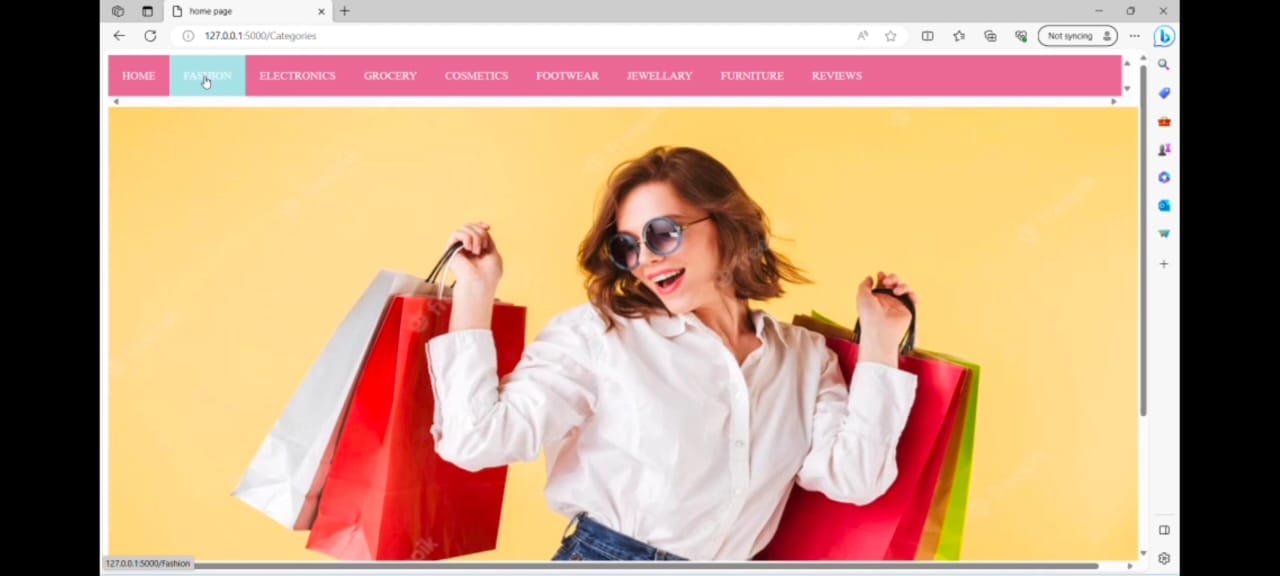 home page
127.0.0.1:5000/Categories
Not syncing
HOME FASHION ELECTRONICS GROCERY COSMETICS FOOTWEAR JEWELLARY FURNITURE REVIEWS
127.0.0.1:5000/Fashion